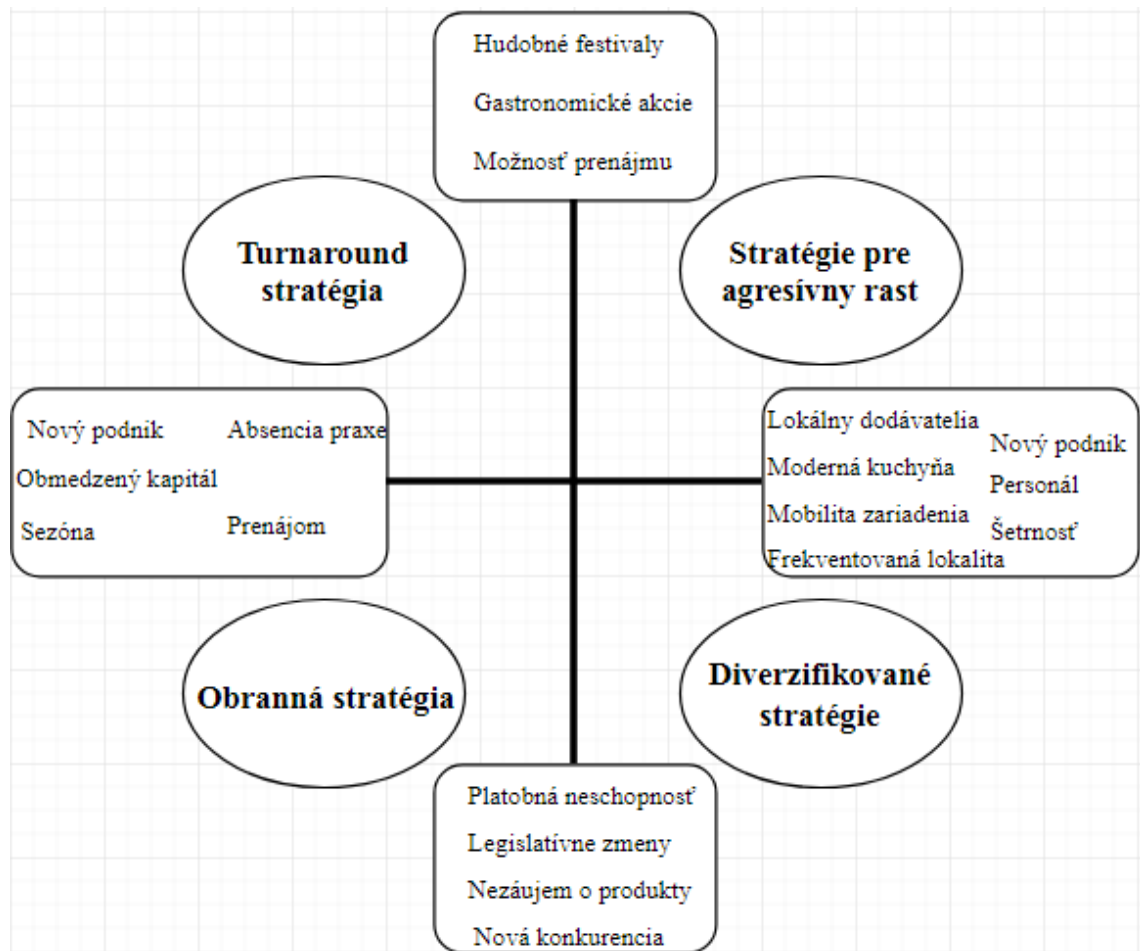 Hudobné festivaly
Gastronomické akcie
Možnosť prenájmu
Turnaround
stratégia
Stratégie pre
agresívny rast
Nový podnik
Absencia praxe
Obmedzený kapitál
Sezóna
Prenájom
Lokálny dodávatelia
Nový podnik
Moderná kuchyňa
Personál
Mobilita zariadenia
Šetrnosť
Frekventovaná lokalita
Obranná stratégia
Diverzifikované
stratégie
Platobná neschopnosť
Legislatívne zmeny
Nezáujem o produkty
Nová konkurencia